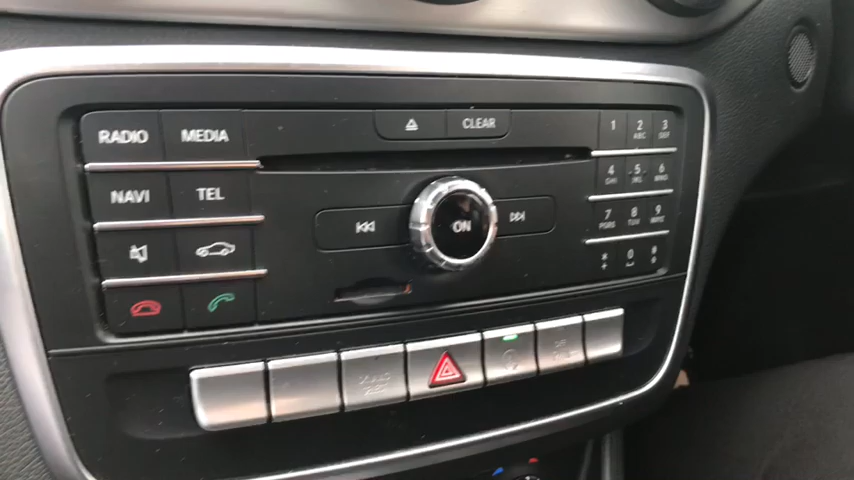 RADIO MEDIA CLEAR 1 2 ABC 3 DEF
NAVI TEL 4 GHI 5 JKL 6 MNO
ON 7 PQRS 8 TUV 9 WXYZ
* + 0 #